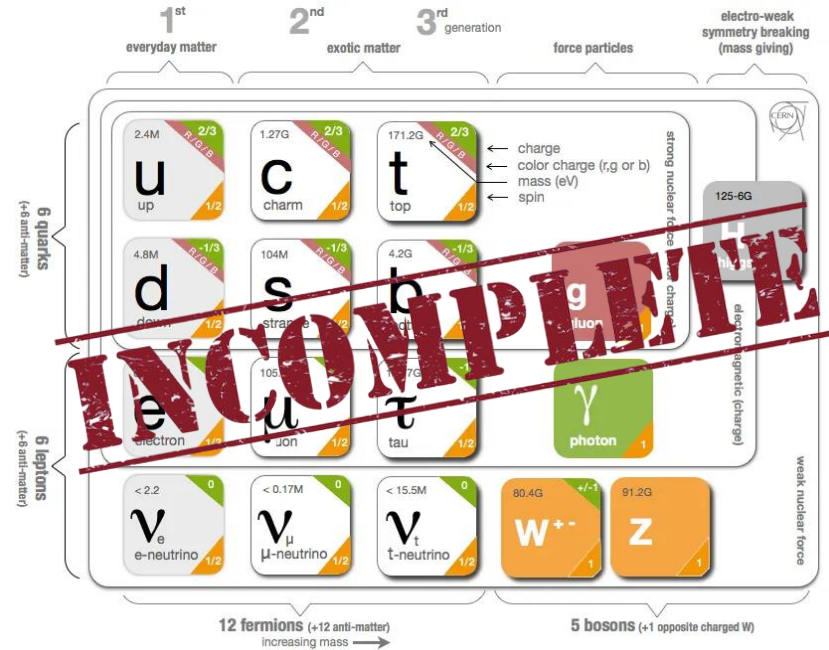 1st
2nd
3rd generation
everyday matter
exotic matter
force particles
electro-weak
symmetry breaking
(mass giving)
CERN
6 quarks
(+6 anti-matter)
2.4M
2/3
R/G/B
u
up
1/2
1.27G
2/3
R/G/B
c
charm
1/2
171.2G
2/3
R/G/B
t
top
1/2
charge
color charge (r,g or b)
mass (eV)
spin
125-6G
H
4.8M
-1/3
R/G/B
d
1/2
104M
-1/3
R/G/B
s
strange
1/2
4.2G
-1/3
R/G/B
b
1/2
g
strong nuclear force
electromagnetic (charge)
weak nuclear force
INCOMPLETE
6 leptons
(+6 anti-matter)
e
electron
1/2
μ
1/2
-1
τ
tau
1/2
γ
photon
1
< 2.2
0
νe
e-neutrino
1/2
< 0.17M
0
νμ
μ-neutrino
1/2
< 15.5M
0
νt
t-neutrino
1/2
80.4G
+/-1
W+-
1
91.2G
Z
1
12 fermions (+12 anti-matter)
increasing mass
5 bosons (+1 opposite charged W)